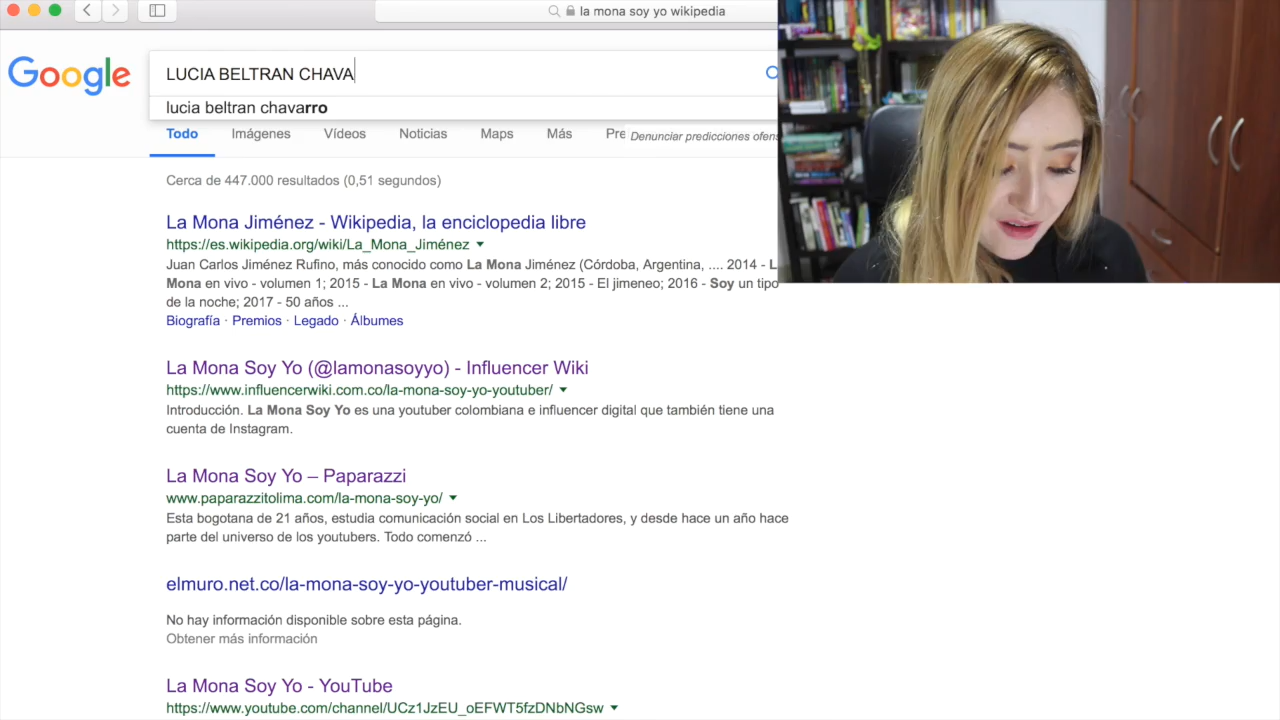 la mona soy yo wikipedia
Google
LUCIA BELTRAN CHAVA
lucia beltran chavarro
Todo Imágenes Vídeos Noticias Maps Más Pre Denunciar predicciones ofens
Cerca de 447.000 resultados (0,51 segundos)
La Mona Jiménez - Wikipedia, la enciclopedia libre
https://es.wikipedia.org/wiki/La_Mona_Jiménez
Juan Carlos Jiménez Rufino, más conocido como La Mona Jiménez (Córdoba, Argentina, .... 2014 - L
Mona en vivo - volumen 1; 2015 - La Mona en vivo - volumen 2; 2015 - El jimeneo; 2016 - Soy un tipo
de la noche; 2017 - 50 años ...
Biografía · Premios · Legado · Álbumes
La Mona Soy Yo (@lamonasoyyo) - Influencer Wiki
https://www.influencerwiki.com.co/la-mona-soy-yo-youtuber/
Introducción. La Mona Soy Yo es una youtuber colombiana e influencer digital que también tiene una
cuenta de Instagram.
La Mona Soy Yo – Paparazzi
www.paparazzitolima.com/la-mona-soy-yo/
Esta bogotana de 21 años, estudia comunicación social en Los Libertadores, y desde hace un año hace
parte del universo de los youtubers. Todo comenzó ...
elmuro.net.co/la-mona-soy-yo-youtuber-musical/
No hay información disponible sobre esta página.
Obtener más información
La Mona Soy Yo - YouTube
https://www.youtube.com/channel/UCz1JzEU_oEFWT5fzDNbNGsw